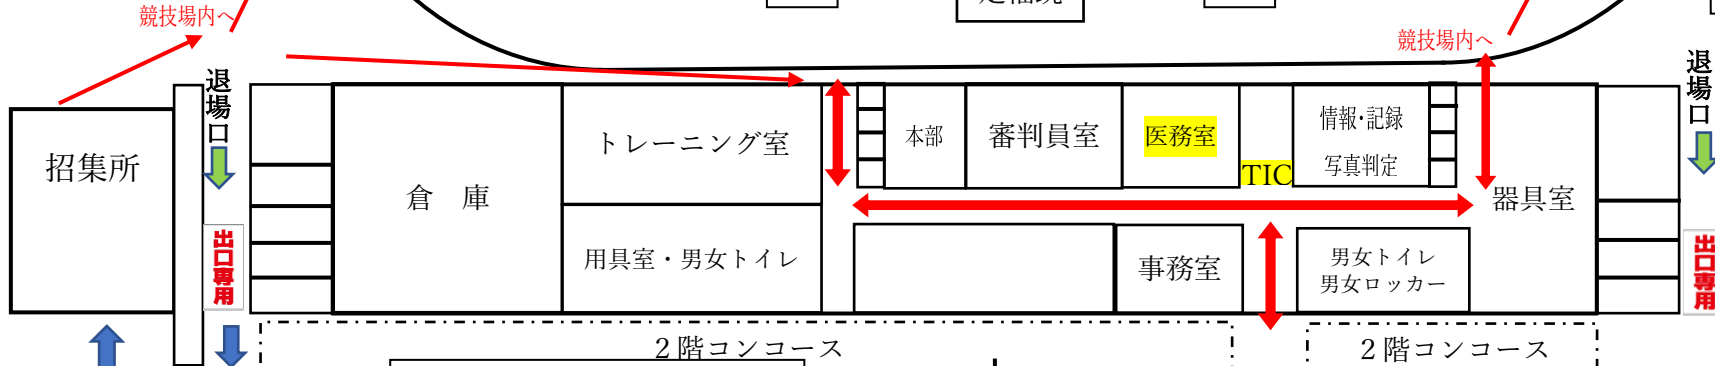 競技場内へ
競技場内へ
退場口
退場口
招集所
倉　庫
トレーニング室
用具室・男女トイレ
本部
審判員室
医務室
TIC
情報・記録
写真判定
器具室
事務室
男女トイレ
男女ロッカー
出口専用
出口専用
２階コンコース
２階コンコース